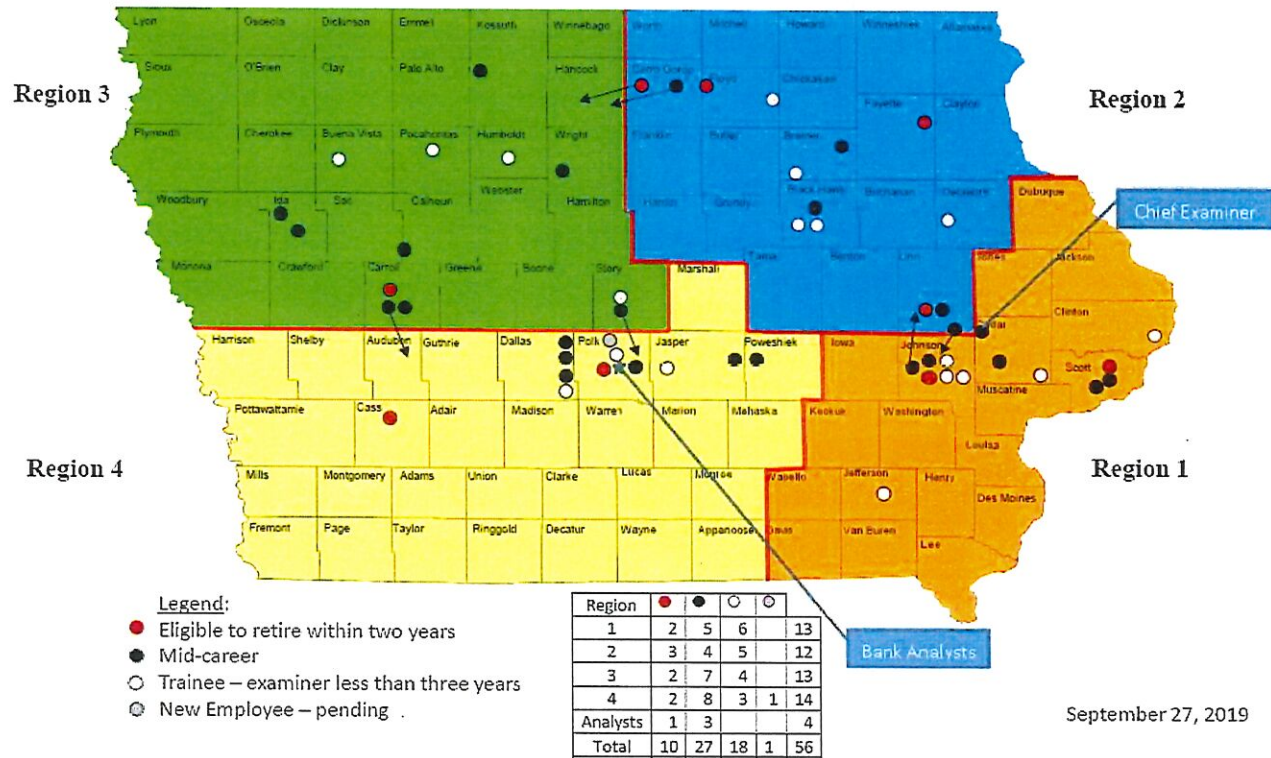 Lyon Osceola Dickinson Emmet Kossuth Winnebago Worth Mitchell Howard Winneshiek Allamakee
Sioux O'Brien Clay Palo Alto Hancock Cerro Gordo Floyd Chickasaw
Region 3
Region 2
Fayette Clayton
Plymouth Cherokee Buena Vista Pocahontas Humboldt Wright Franklin Butler Bremer
Woodbury Ida Sac Calhoun Webster Hamilton Hardin Grundy Black Hawk Buchanan Delaware Dubuque
Chief Examiner
Monona Crawford Carroll Greene Boone Story Marshall Tama Benton Linn Jones Jackson
Clinton
Cedar
Harrison Shelby Audubon Guthrie Dallas Polk Jasper Poweshiek Iowa Johnson Scott
Muscatine
Pottawattamie Cass Adair Madison Warren Marion Mahaska Keokuk Washington
Louisa
Region 4
Region 1
Mills Montgomery Adams Union Clarke Lucas Monroe Wapello Jefferson Henry
Des Moines
Fremont Page Taylor Ringgold Decatur Wayne Appanoose Davis Van Buren Lee
Legend:
Eligible to retire within two years
Mid-career
Trainee – examiner less than three years
New Employee – pending
Region
1 2 5 6 13
2 3 4 5 12
3 2 7 4 13
4 2 8 3 1 14
Analysts 1 3 4
Total 10 27 18 1 56
Bank Analysts
September 27, 2019